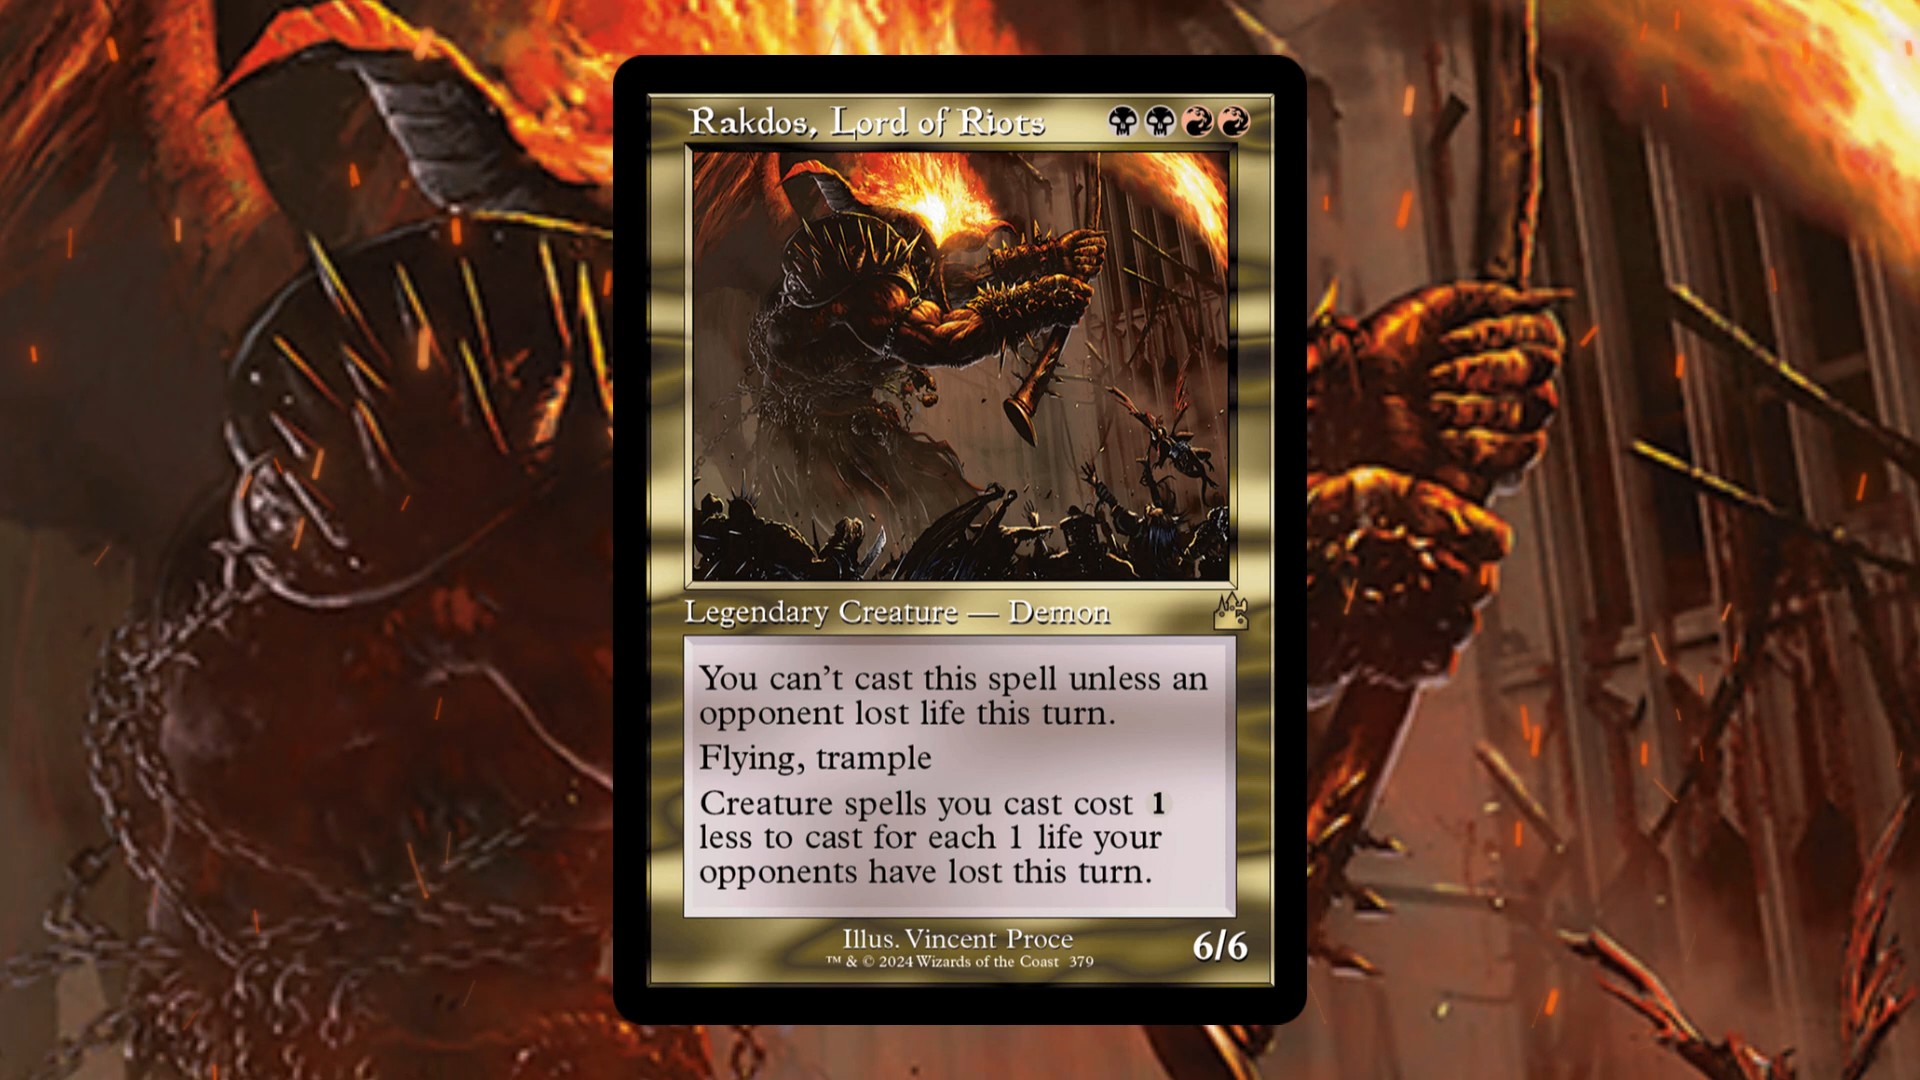 Rakdos, Lord of Riots
Legendary Creature — Demon
You can't cast this spell unless an
opponent lost life this turn.
Flying, trample
Creature spells you cast cost 1
less to cast for each 1 life your
opponents have lost this turn.
Illus. Vincent Proce
™ & © 2024 Wizards of the Coast 379
6/6